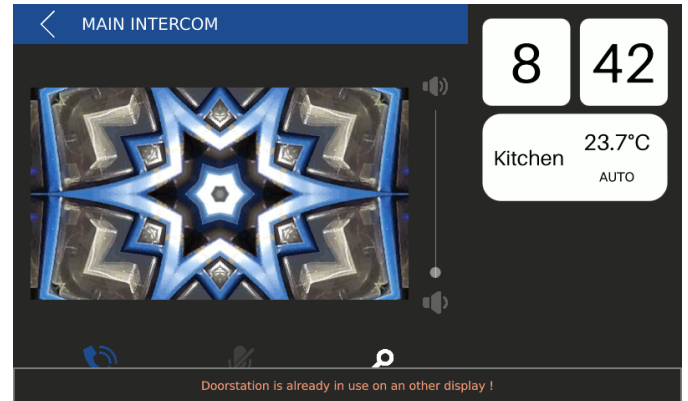 MAIN INTERCOM
8 42
Kitchen 23.7°C
AUTO
Doorstation is already in use on an other display !